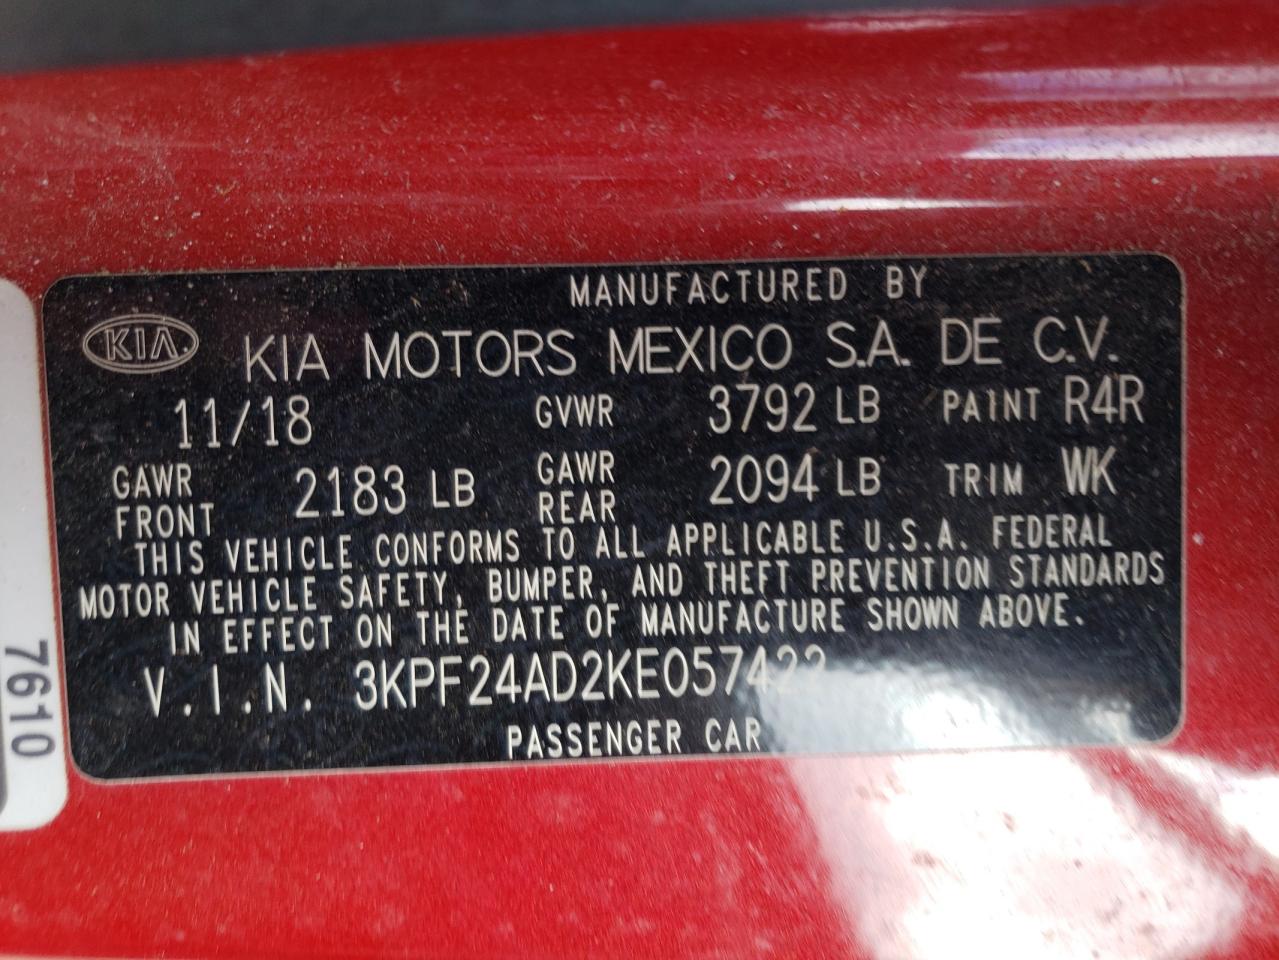 MANUFACTURED BY
KIA KIA MOTORS MEXICO S.A. DE C.V.
11/18 GVWR 3792 LB PAINT R4R
GAWR FRONT 2183 LB GAWR REAR 2094 LB TRIM WK
THIS VEHICLE CONFORMS TO ALL APPLICABLE U.S.A. FEDERAL
MOTOR VEHICLE SAFETY, BUMPER, AND THEFT PREVENTION STANDARDS
IN EFFECT ON THE DATE OF MANUFACTURE SHOWN ABOVE.
V.I.N. 3KPF24AD2KE057422
PASSENGER CAR
7610